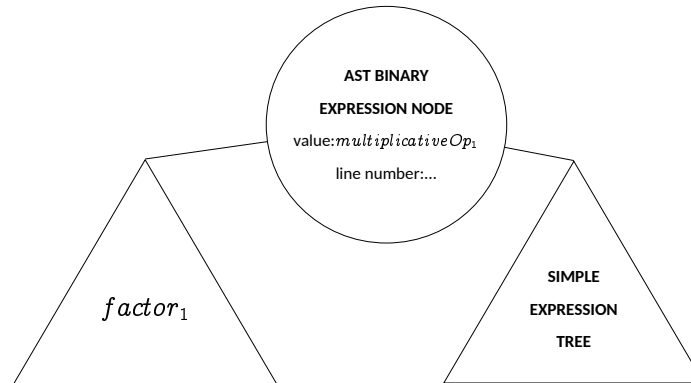 AST BINARY
EXPRESSION NODE
value:multiplicativeOp₁
line number:...
factor₁
SIMPLE
EXPRESSION
TREE